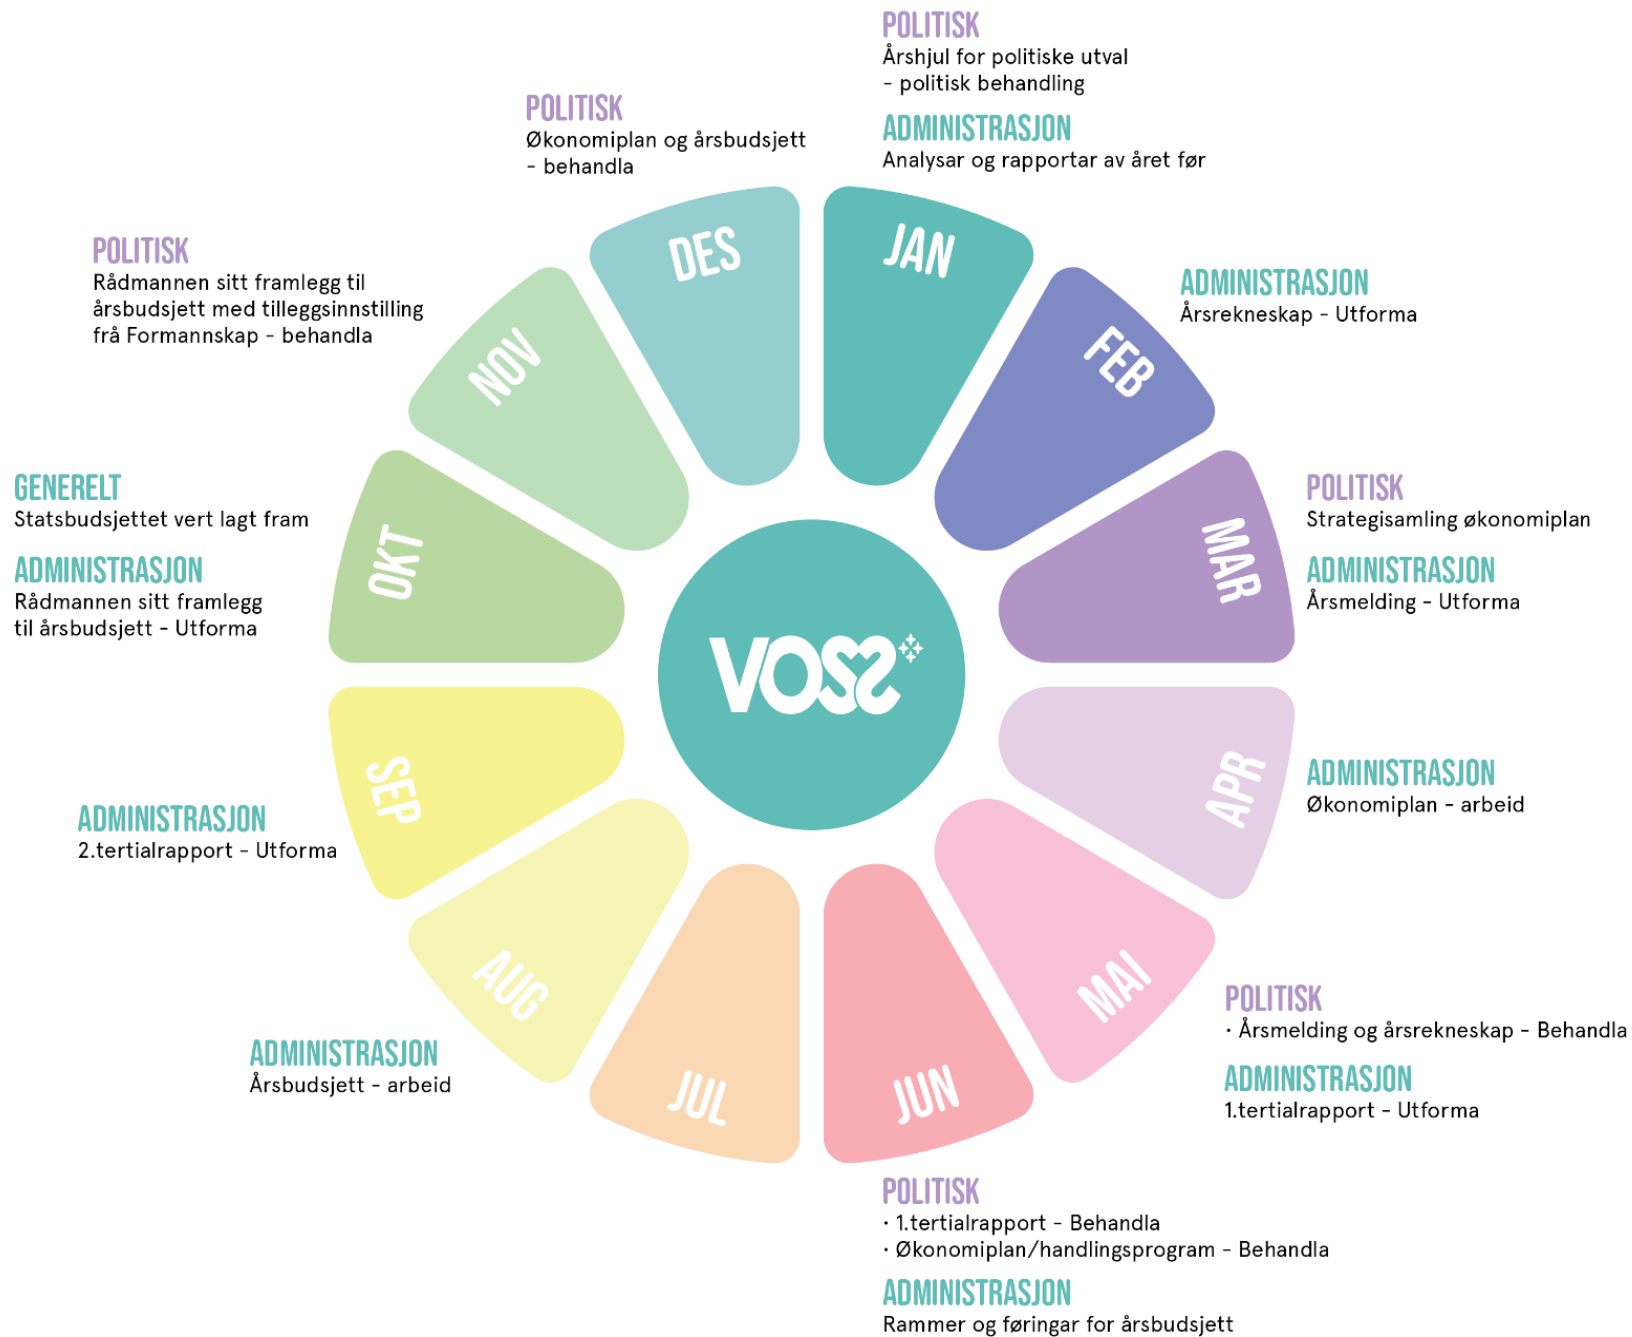 POLITISK
Årshjul for politiske utval
- politisk behandling
ADMINISTRASJON
Analysar og rapportar av året før
JAN
ADMINISTRASJON
Årsrekneskap - Utforma
FEB
POLITISK
Strategisamling økonomiplan
ADMINISTRASJON
Årsmelding - Utforma
MAR
ADMINISTRASJON
Økonomiplan - arbeid
APR
POLITISK
· Årsmelding og årsrekneskap - Behandla
ADMINISTRASJON
1.tertialrapport - Utforma
MAI
POLITISK
· 1.tertialrapport - Behandla
· Økonomiplan/handlingsprogram - Behandla
ADMINISTRASJON
Rammer og føringar for årsbudsjett
JUN
JUL
ADMINISTRASJON
Årsbudsjett - arbeid
AUG
ADMINISTRASJON
2.tertialrapport - Utforma
SEP
GENERELT
Statsbudsjettet vert lagt fram
ADMINISTRASJON
Rådmannen sitt framlegg
til årsbudsjett - Utforma
OKT
POLITISK
Rådmannen sitt framlegg til
årsbudsjett med tilleggsinnstilling
frå Formannskap - behandla
NOV
POLITISK
Økonomiplan og årsbudsjett
- behandla
DES
VOSS